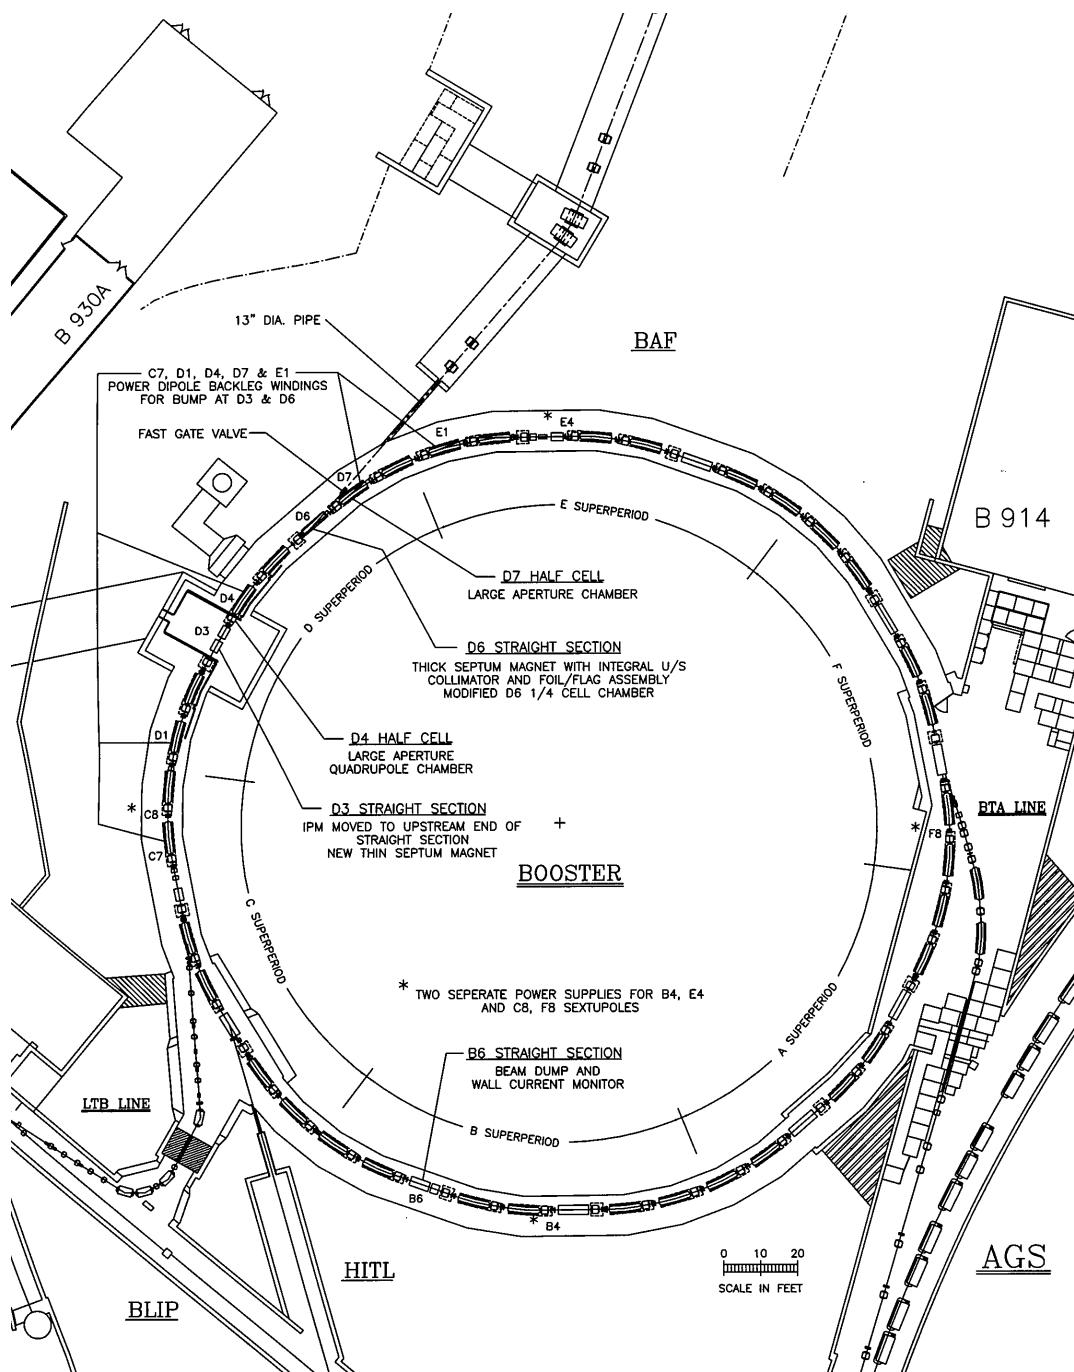 B 930A
13" DIA. PIPE
BAF
C7, D1, D4, D7 & E1
POWER DIPOLE BACKLEG WINDINGS
FOR BUMP AT D3 & D6
* E4
E1
FAST GATE VALVE
D7
D6
E SUPERPERIOD
B 914
D7 HALF CELL
LARGE APERTURE CHAMBER
D4
D SUPERPERIOD
D3
D6 STRAIGHT SECTION
THICK SEPTUM MAGNET WITH INTEGRAL U/S
COLLIMATOR AND FOIL/FLAG ASSEMBLY
MODIFIED D6 1/4 CELL CHAMBER
F SUPERPERIOD
D1
D4 HALF CELL
LARGE APERTURE
QUADRUPOLE CHAMBER
D3 STRAIGHT SECTION
IPM MOVED TO UPSTREAM END OF
STRAIGHT SECTION
NEW THIN SEPTUM MAGNET
* C8
C7
* F8
BTA LINE
BOOSTER
C SUPERPERIOD
* TWO SEPERATE POWER SUPPLIES FOR B4, E4
AND C8, F8 SEXTUPOLES
A SUPERPERIOD
B6 STRAIGHT SECTION
BEAM DUMP AND
WALL CURRENT MONITOR
LTB LINE
B SUPERPERIOD
B6
* B4
HITL
BLIP
0 10 20
SCALE IN FEET
AGS